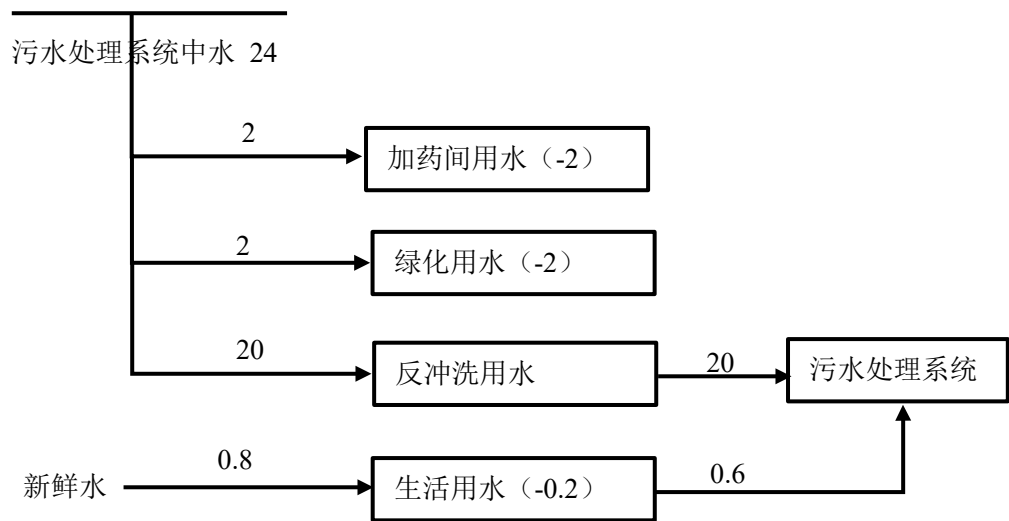 污水处理系统中水 24
2
加药间用水（-2）
2
绿化用水（-2）
20
反冲洗用水
20
污水处理系统
新鲜水
0.8
生活用水（-0.2）
0.6